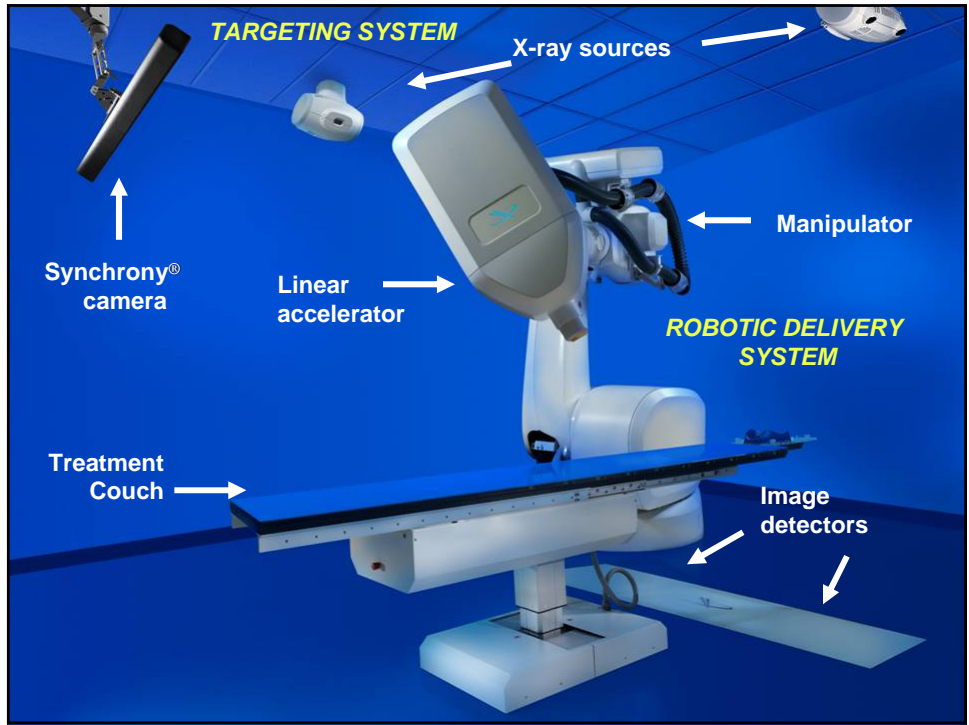 TARGETING SYSTEM
X-ray sources
Manipulator
Synchrony®
camera
Linear
accelerator
ROBOTIC DELIVERY
SYSTEM
Treatment
Couch
Image
detectors